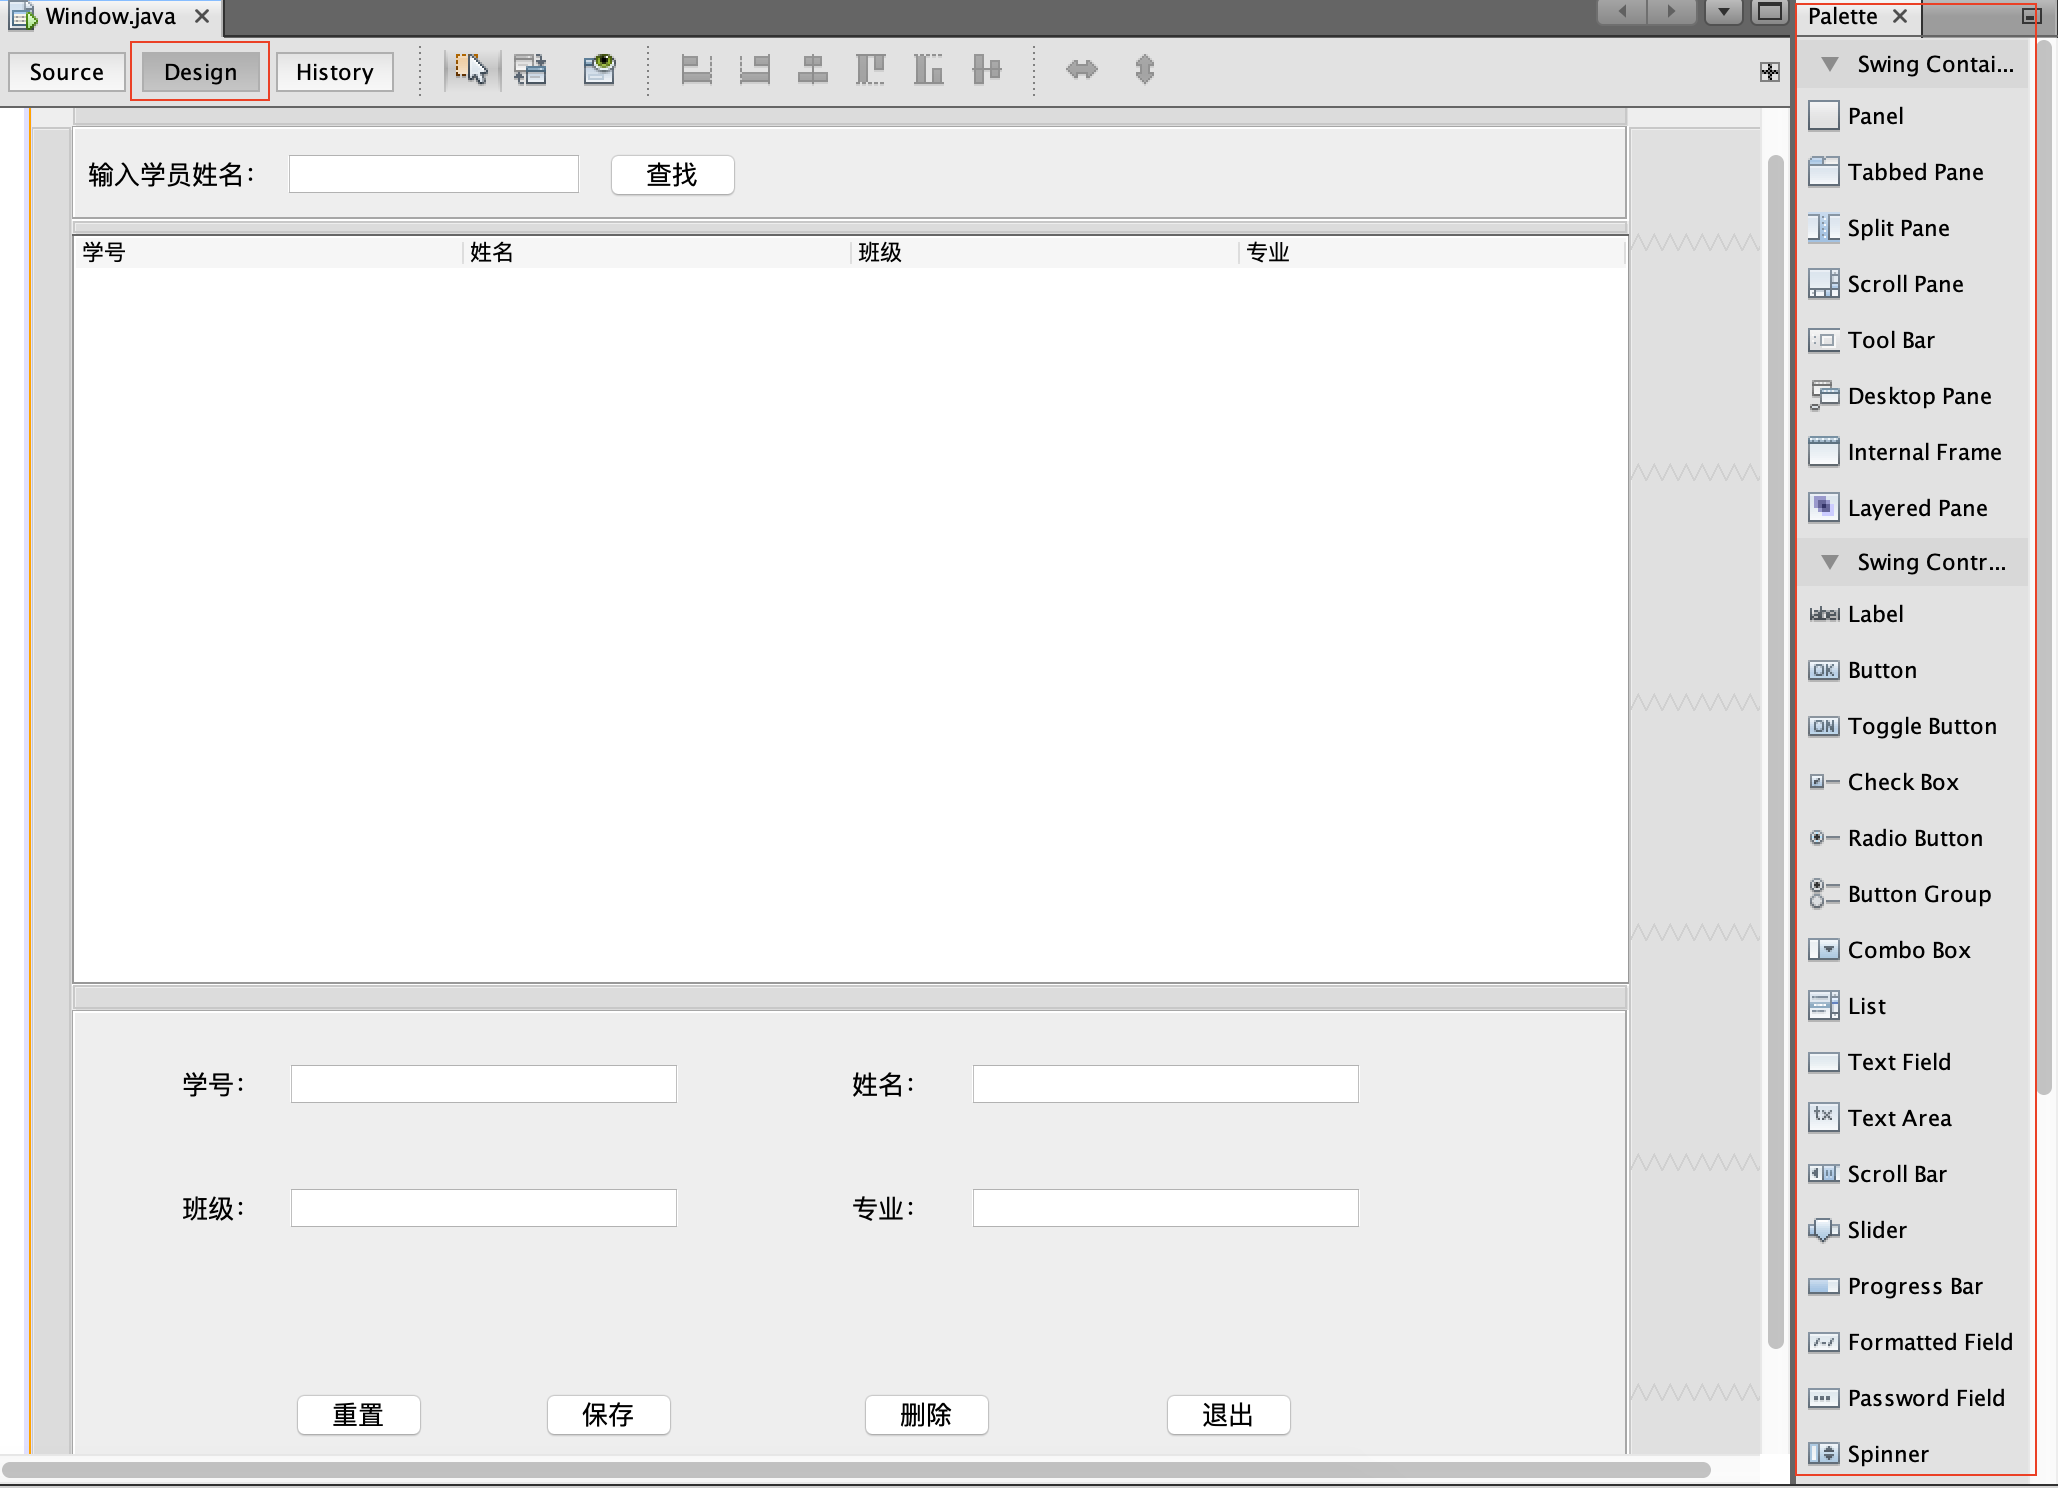 Window.java
Palette
Source Design History
Swing Contai...
Panel
Tabbed Pane
Split Pane
Scroll Pane
Tool Bar
Desktop Pane
Internal Frame
Layered Pane
Swing Contr...
label Label
OK Button
ON Toggle Button
Check Box
Radio Button
Button Group
Combo Box
List
Text Field
tx Text Area
Scroll Bar
Slider
Progress Bar
Formatted Field
Password Field
Spinner
输入学员姓名： 查找
学号 姓名 班级 专业
学号： 姓名：
班级： 专业：
重置 保存 删除 退出